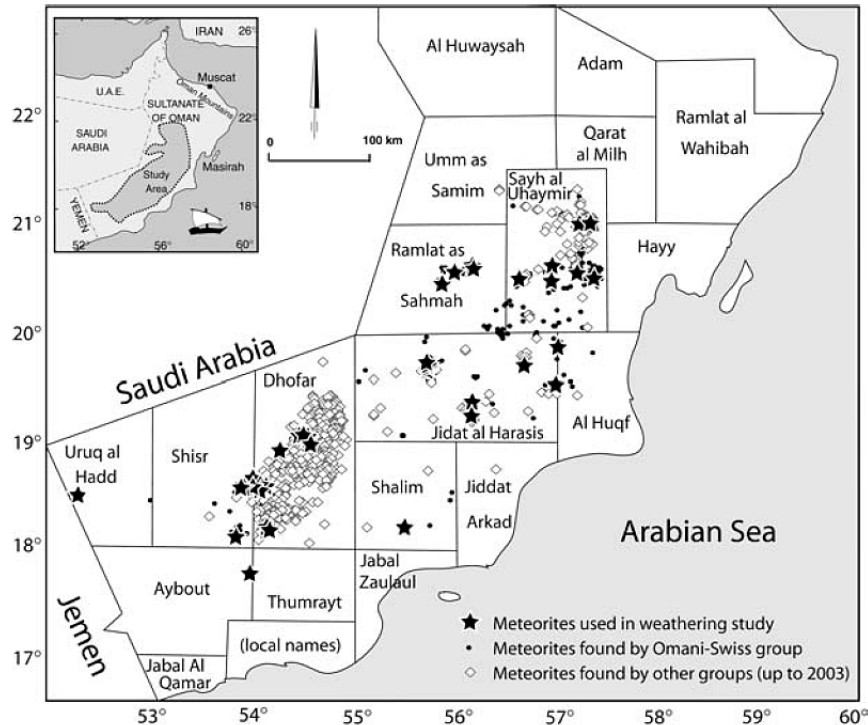 IRAN
26°
Muscat
U.A.E.
Oman Mountains
SULTANATE
OF OMAN
22°
SAUDI
ARABIA
Masirah
Study
Area
YEMEN
18°
52°
56°
60°
100 km
Al Huwaysah
Adam
22°
Ramlat al
Wahibah
Qarat
al Milh
Umm as
Samim
Sayh al
Uhaymir
21°
Ramlat as
Sahmah
Hayy
20°
Saudi Arabia
Dhofar
19°
Uruq al
Hadd
Shisr
Jidat al Harasis
Al Huqf
Shalim
Jiddat
Arkad
Arabian Sea
18°
Jemen
Aybout
Thumrayt
Jabal
Zaulaul
Meteorites used in weathering study
(local names)
Meteorites found by Omani-Swiss group
17°
Jabal Al
Qamar
Meteorites found by other groups (up to 2003)
53°
54°
55°
56°
57°
58°
59°
60°